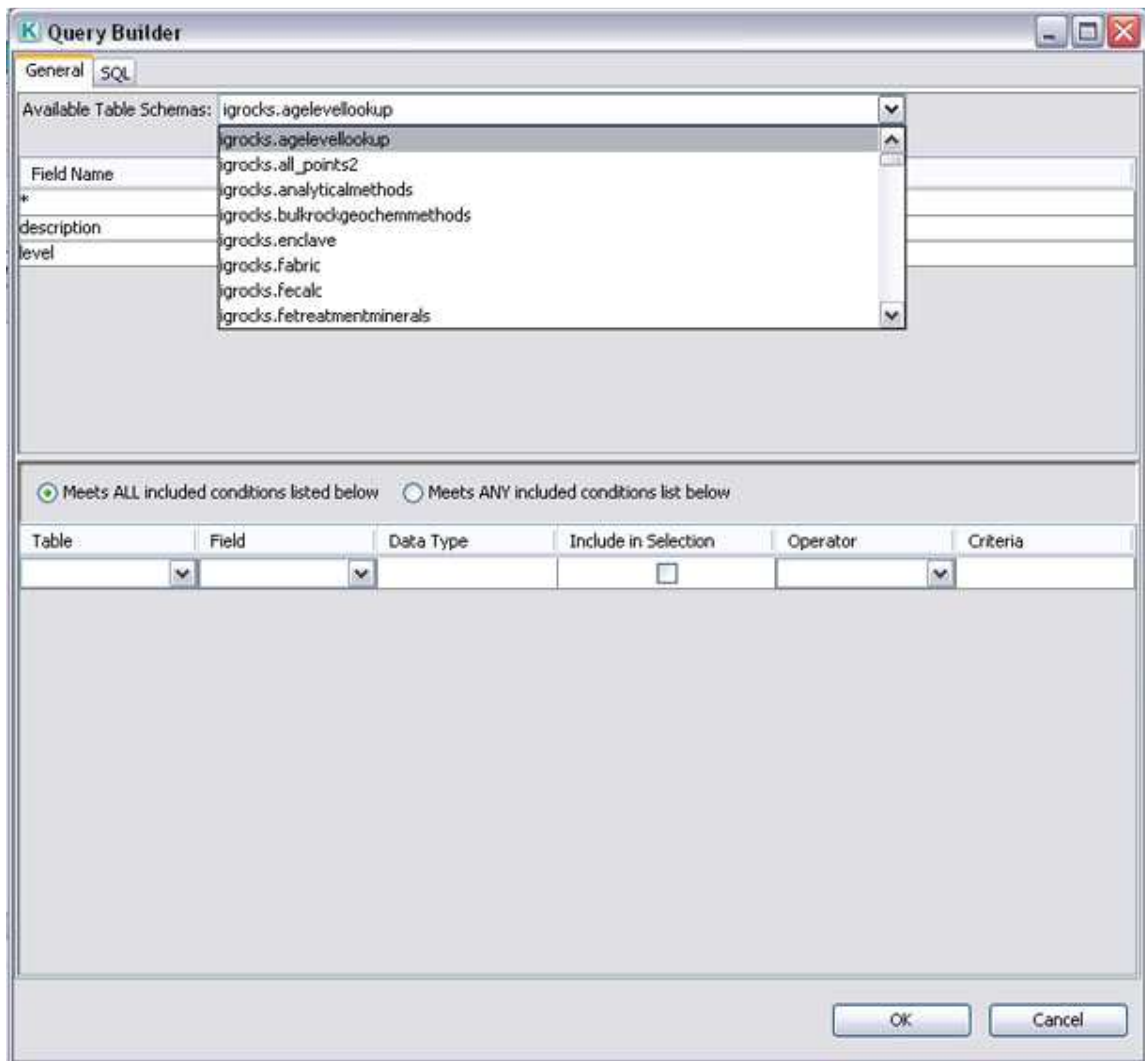 K Query Builder
General SQL
Available Table Schemas: igrocks.agelevellookup
igrocks.agelevellookup
igrocks.all_points2
igrocks.analyticalmethods
igrocks.bulkrockgeochemmethods
igrocks.enclave
igrocks.fabric
igrocks.fecalc
igrocks.fetreatmentminerals
Field Name
*
description
level
Meets ALL included conditions listed below Meets ANY included conditions list below
Table Field Data Type Include in Selection Operator Criteria
OK Cancel